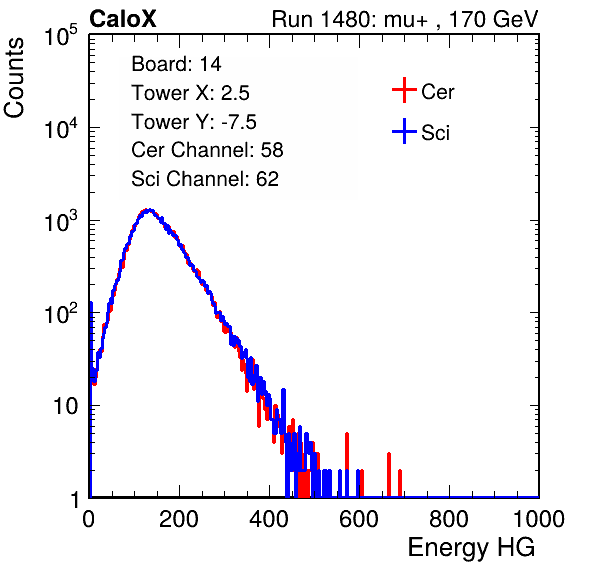 CaloX Run 1480: mu+ , 170 GeV
Counts
10^5
10^4
10^3
10^2
10
1
Board: 14
Tower X: 2.5
Tower Y: -7.5
Cer Channel: 58
Sci Channel: 62
Cer
Sci
0 200 400 600 800 1000
Energy HG